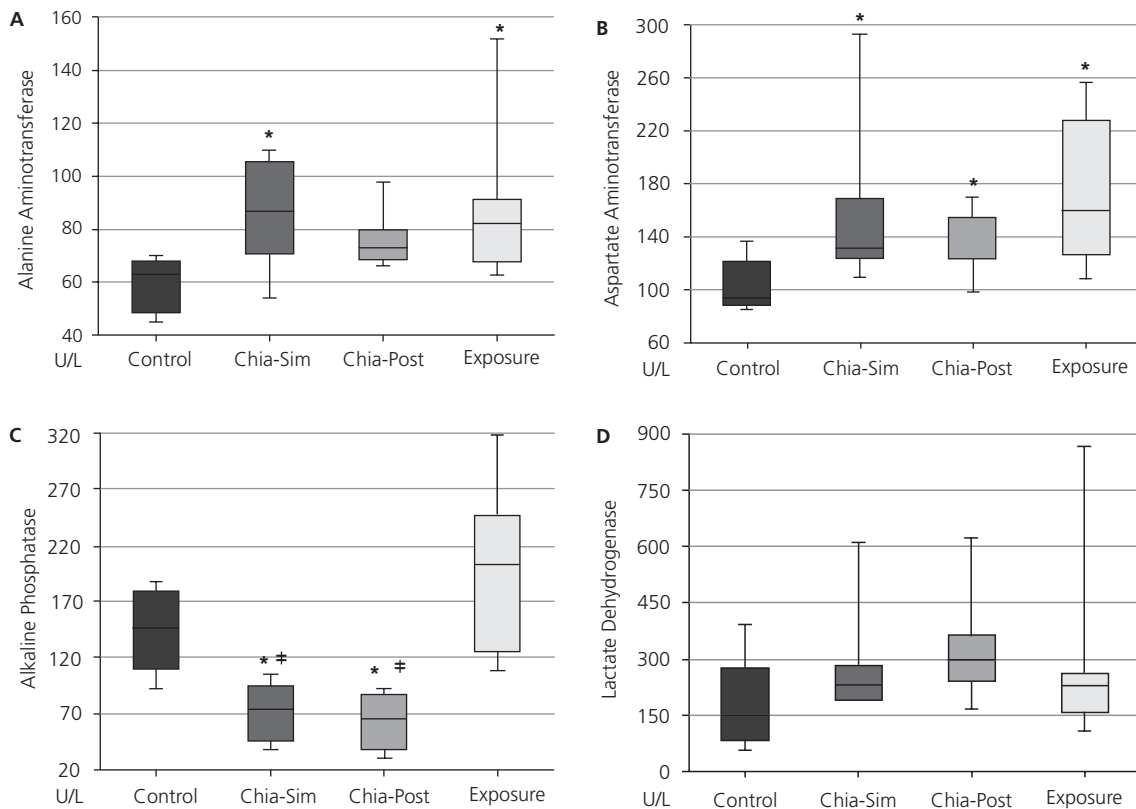 A
Alanine Aminotransferase
160
140
120
100
80
60
40
* *
U/L Control Chia-Sim Chia-Post Exposure
B
Aspartate Aminotransferase
300
260
220
180
140
100
60
* * *
U/L Control Chia-Sim Chia-Post Exposure
C
Alkaline Phosphatase
320
270
220
170
120
70
20
* ǂ * ǂ
U/L Control Chia-Sim Chia-Post Exposure
D
Lactate Dehydrogenase
900
750
600
450
300
150
0
U/L Control Chia-Sim Chia-Post Exposure